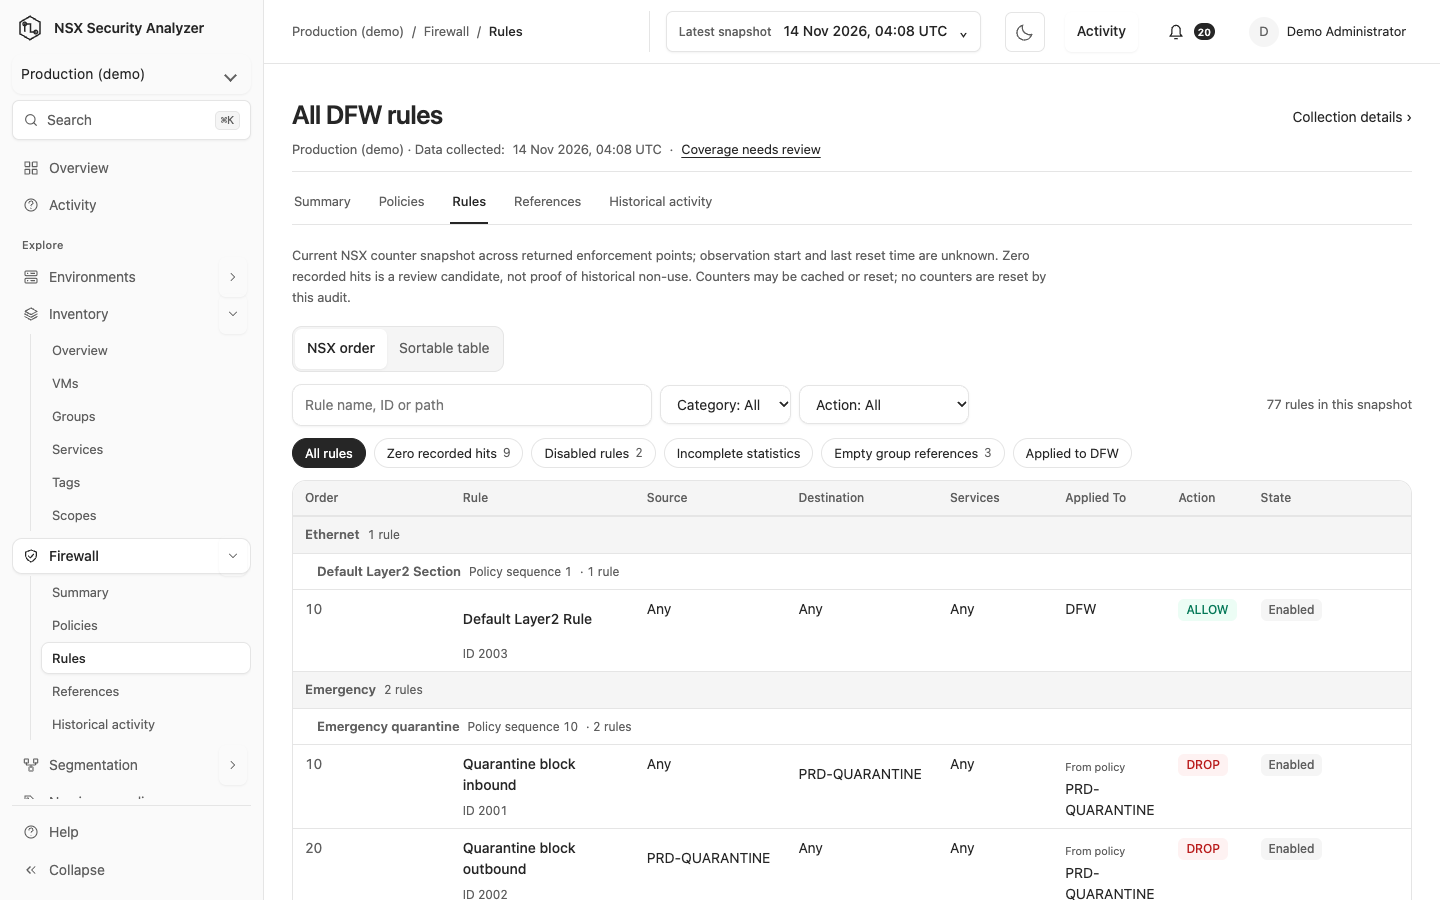 NSX Security Analyzer
Production (demo)
Search ⌘K
Overview
Activity
Explore
Environments
Inventory
Overview
VMs
Groups
Services
Tags
Scopes
Firewall
Summary
Policies
Rules
References
Historical activity
Segmentation
Help
Collapse
Production (demo) / Firewall / Rules
Latest snapshot 14 Nov 2026, 04:08 UTC
Activity
20
D Demo Administrator
All DFW rules
Collection details ›
Production (demo) · Data collected: 14 Nov 2026, 04:08 UTC · Coverage needs review
Summary Policies Rules References Historical activity
Current NSX counter snapshot across returned enforcement points; observation start and last reset time are unknown. Zero
recorded hits is a review candidate, not proof of historical non-use. Counters may be cached or reset; no counters are reset by
this audit.
NSX order Sortable table
Rule name, ID or path
Category: All
Action: All
77 rules in this snapshot
All rules Zero recorded hits 9 Disabled rules 2 Incomplete statistics Empty group references 3 Applied to DFW
Order Rule Source Destination Services Applied To Action State
Ethernet 1 rule
Default Layer2 Section Policy sequence 1 · 1 rule
10 Default Layer2 Rule Any Any Any DFW ALLOW Enabled
ID 2003
Emergency 2 rules
Emergency quarantine Policy sequence 10 · 2 rules
10 Quarantine block inbound Any PRD-QUARANTINE Any From policy PRD-QUARANTINE DROP Enabled
ID 2001
20 Quarantine block outbound PRD-QUARANTINE Any Any From policy PRD-QUARANTINE DROP Enabled
ID 2002